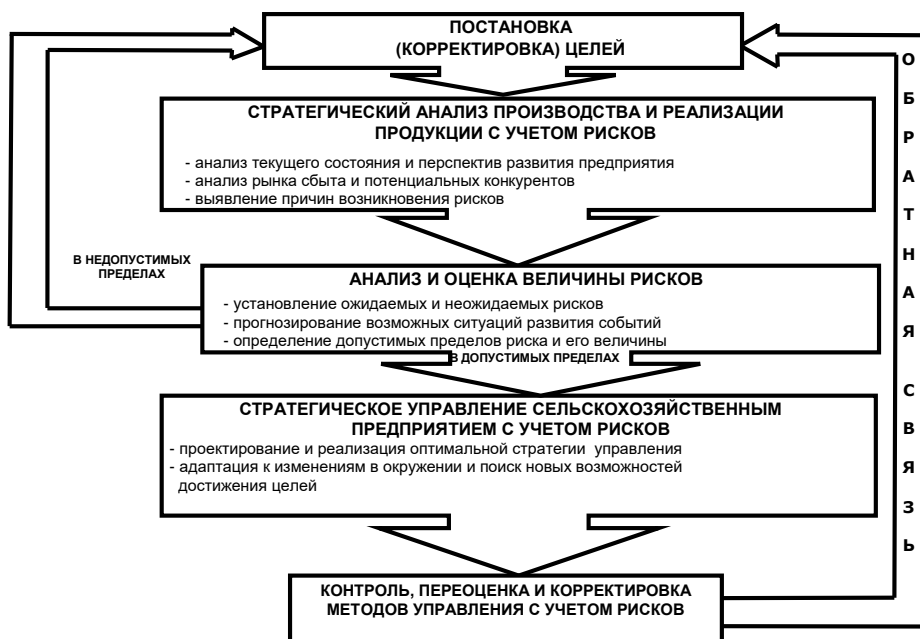 ПОСТАНОВКА
(КОРРЕКТИРОВКА) ЦЕЛЕЙ
СТРАТЕГИЧЕСКИЙ АНАЛИЗ ПРОИЗВОДСТВА И РЕАЛИЗАЦИИ
ПРОДУКЦИИ С УЧЕТОМ РИСКОВ
- анализ текущего состояния и перспектив развития предприятия
- анализ рынка сбыта и потенциальных конкурентов
- выявление причин возникновения рисков
В НЕДОПУСТИМЫХ
ПРЕДЕЛАХ
АНАЛИЗ И ОЦЕНКА ВЕЛИЧИНЫ РИСКОВ
- установление ожидаемых и неожидаемых рисков
- прогнозирование возможных ситуаций развития событий
- определение допустимых пределов риска и его величины
В ДОПУСТИМЫХ ПРЕДЕЛАХ
СТРАТЕГИЧЕСКОЕ УПРАВЛЕНИЕ СЕЛЬСКОХОЗЯЙСТВЕННЫМ
ПРЕДПРИЯТИЕМ С УЧЕТОМ РИСКОВ
- проектирование и реализация оптимальной стратегии управления
- адаптация к изменениям в окружении и поиск новых возможностей
достижения целей
КОНТРОЛЬ, ПЕРЕОЦЕНКА И КОРРЕКТИРОВКА
МЕТОДОВ УПРАВЛЕНИЯ С УЧЕТОМ РИСКОВ
ОБРАТНАЯ СВЯЗЬ